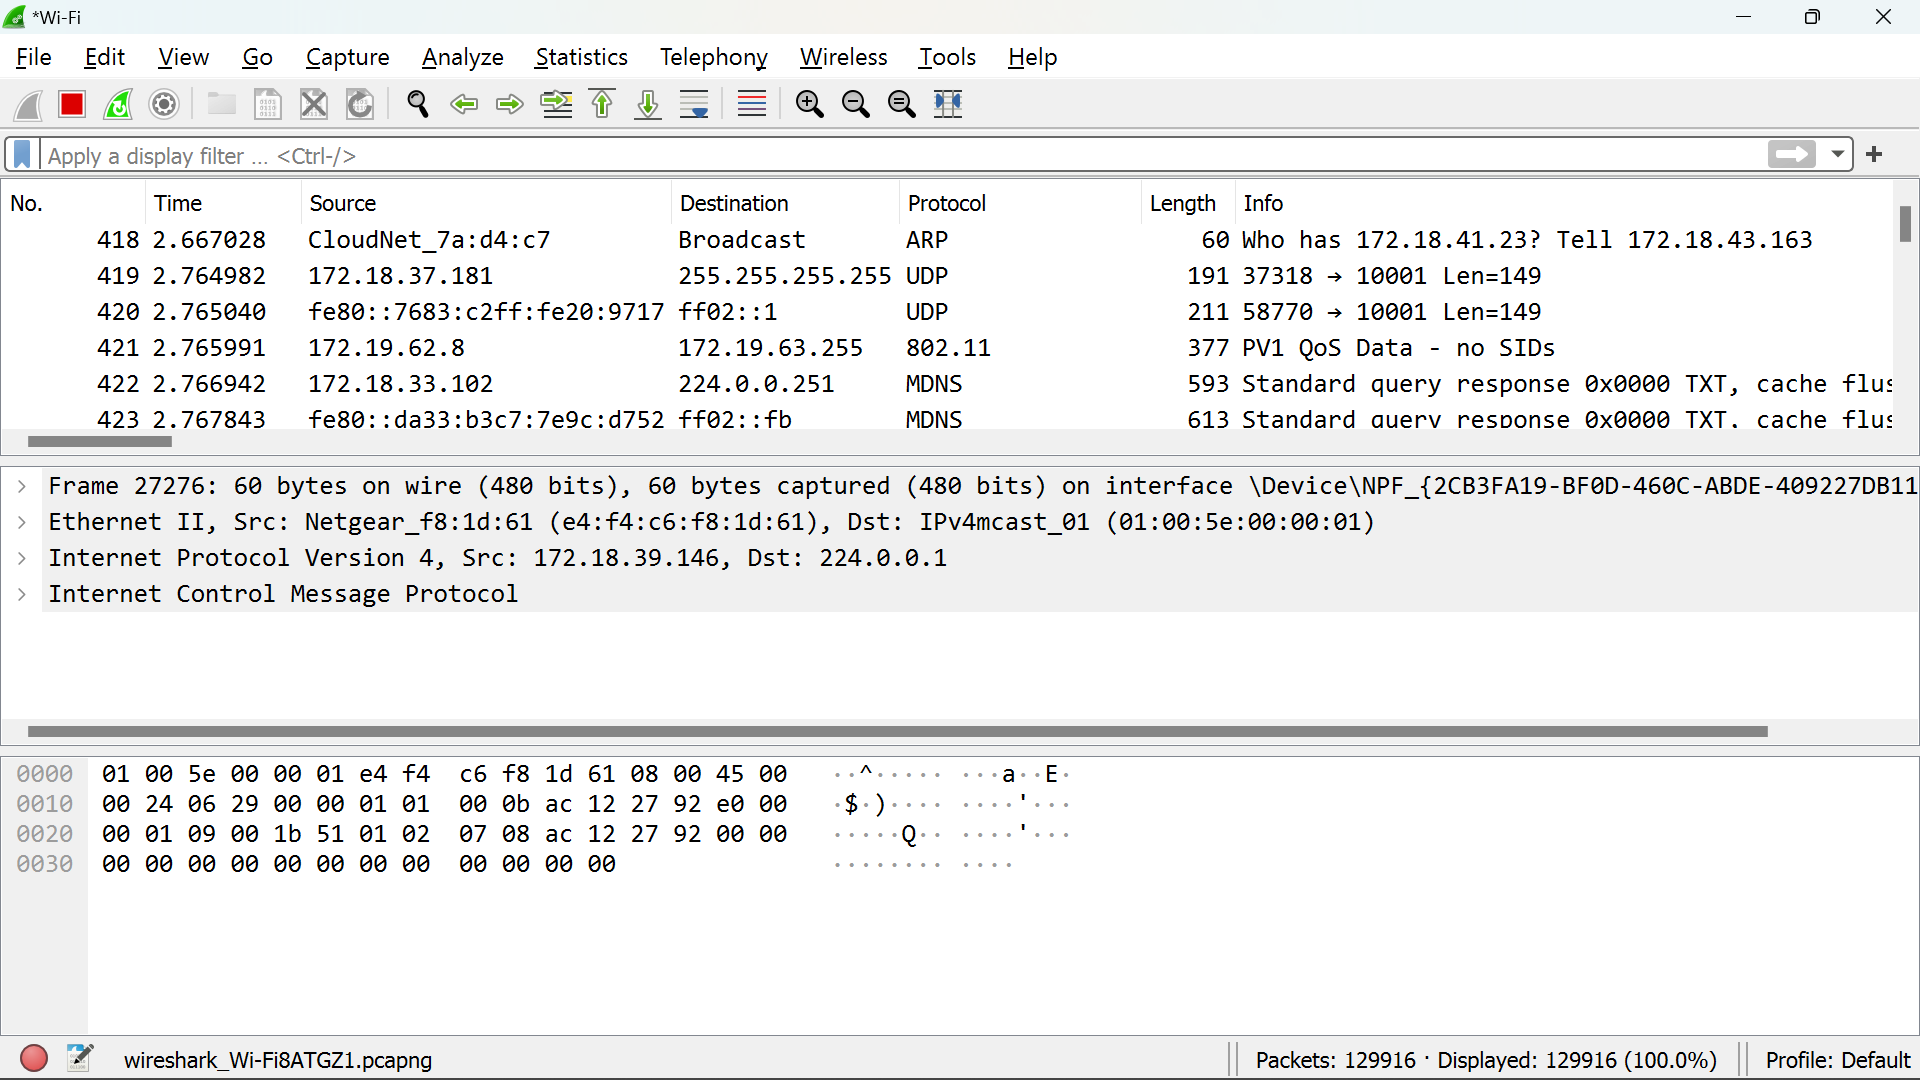 *Wi-Fi
File Edit View Go Capture Analyze Statistics Telephony Wireless Tools Help
Apply a display filter ... <Ctrl-/>
No. Time Source Destination Protocol Length Info
418 2.667028 CloudNet_7a:d4:c7 Broadcast ARP 60 Who has 172.18.41.23? Tell 172.18.43.163
419 2.764982 172.18.37.181 255.255.255.255 UDP 191 37318 → 10001 Len=149
420 2.765040 fe80::7683:c2ff:fe20:9717 ff02::1 UDP 211 58770 → 10001 Len=149
421 2.765991 172.19.62.8 172.19.63.255 802.11 377 PV1 QoS Data - no SIDs
422 2.766942 172.18.33.102 224.0.0.251 MDNS 593 Standard query response 0x0000 TXT, cache flus
423 2.767843 fe80::da33:b3c7:7e9c:d752 ff02::fb MDNS 613 Standard query response 0x0000 TXT, cache flus
Frame 27276: 60 bytes on wire (480 bits), 60 bytes captured (480 bits) on interface \Device\NPF_{2CB3FA19-BF0D-460C-ABDE-409227DB11
Ethernet II, Src: Netgear_f8:1d:61 (e4:f4:c6:f8:1d:61), Dst: IPv4mcast_01 (01:00:5e:00:00:01)
Internet Protocol Version 4, Src: 172.18.39.146, Dst: 224.0.0.1
Internet Control Message Protocol
0000 01 00 5e 00 00 01 e4 f4 c6 f8 1d 61 08 00 45 00 ··^····· ···a··E·
0010 00 24 06 29 00 00 01 01 00 0b ac 12 27 92 e0 00 ·$·)···· ····'···
0020 00 01 09 00 1b 51 01 02 07 08 ac 12 27 92 00 00 ·····Q·· ····'···
0030 00 00 00 00 00 00 00 00 00 00 00 00 ········ ····
wireshark_Wi-Fi8ATGZ1.pcapng Packets: 129916 · Displayed: 129916 (100.0%) Profile: Default